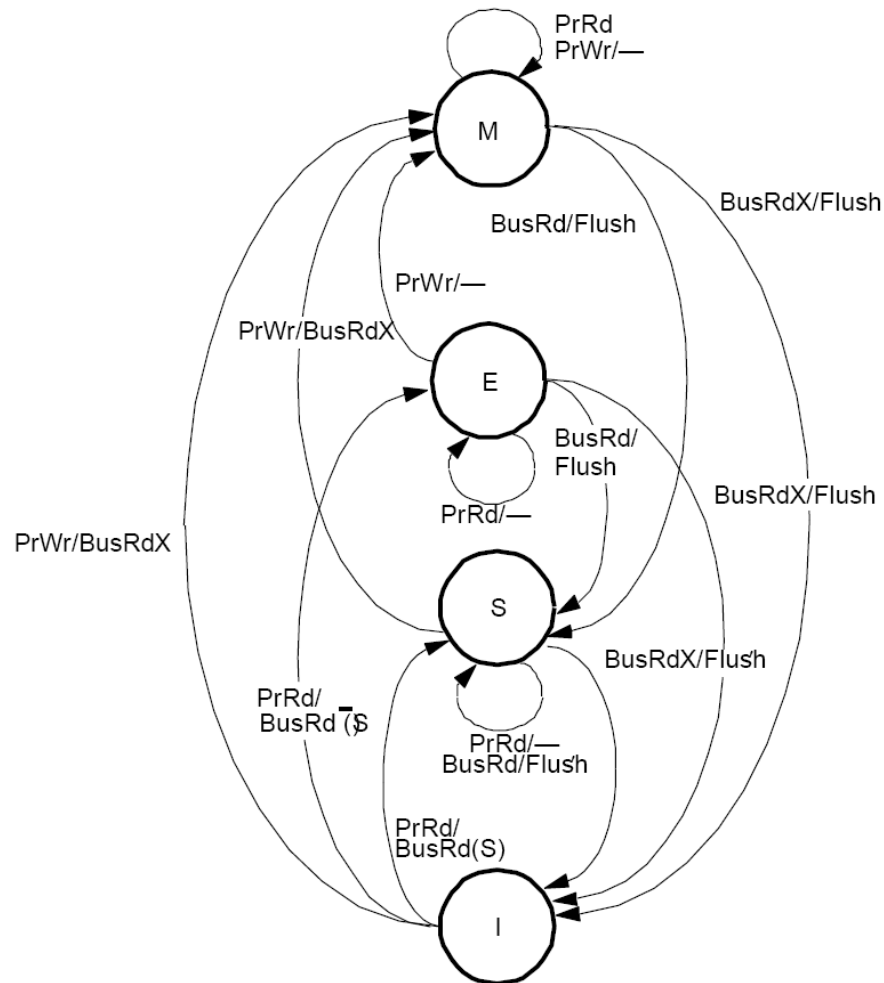 PrRd
PrWr/—
M
BusRdX/Flush
BusRd/Flush
PrWr/—
PrWr/BusRdX
E
BusRd/
Flush
BusRdX/Flush
PrRd/—
PrWr/BusRdX
S
BusRdX/Flush'
PrRd/
BusRd (S̅)
PrRd/—
BusRd/Flush'
PrRd/
BusRd(S)
I